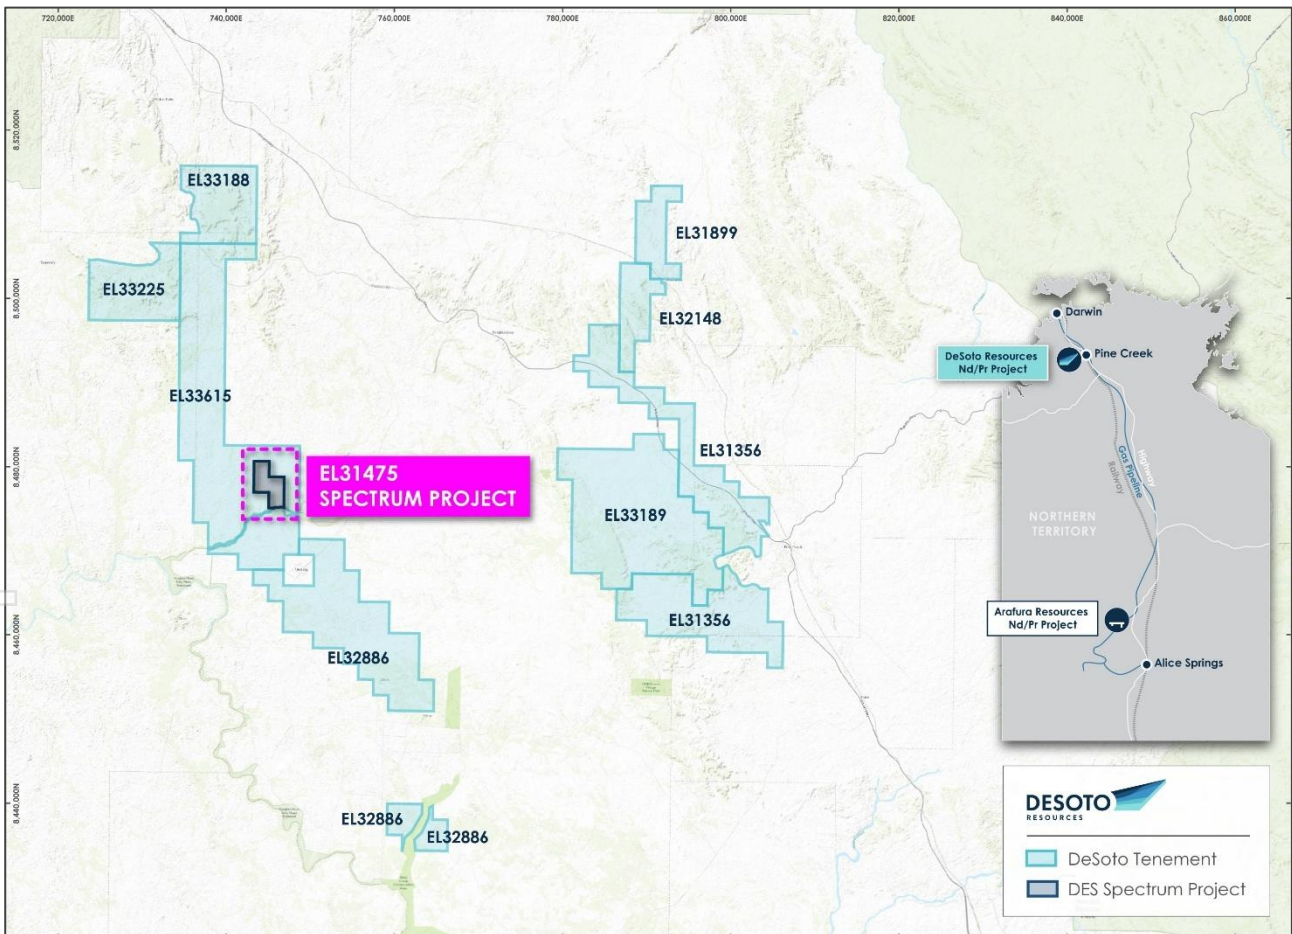 720,000E
740,000E
760,000E
780,000E
800,000E
820,000E
840,000E
860,000E
8,520,000N
8,500,000N
8,480,000N
8,460,000N
8,440,000N
EL33188
EL31899
EL33225
EL32148
EL33615
EL31356
EL31475
SPECTRUM PROJECT
EL33189
EL31356
EL32886
EL32886
EL32886
Darwin
Pine Creek
DeSoto Resources
Nd/Pr Project
Highway
Gas Pipeline
Railway
NORTHERN
TERRITORY
Arafura Resources
Nd/Pr Project
Alice Springs
DESOTO
RESOURCES
DeSoto Tenement
DES Spectrum Project